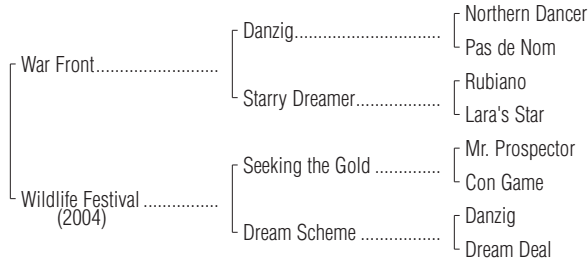 Northern Dancer
Danzig
Pas de Nom
War Front
Rubiano
Starry Dreamer
Lara's Star
Mr. Prospector
Seeking the Gold
Con Game
Wildlife Festival
(2004)
Danzig
Dream Scheme
Dream Deal